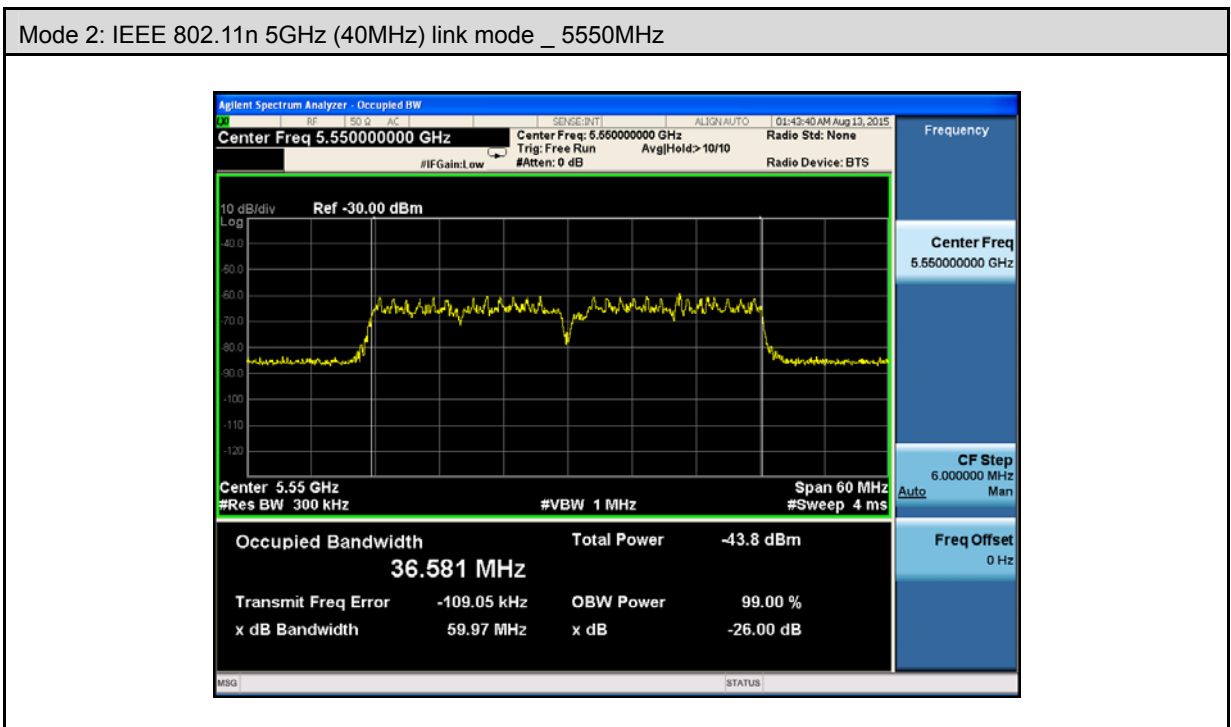 Mode 2: IEEE 802.11n 5GHz (40MHz) link mode _ 5550MHz
Agilent Spectrum Analyzer - Occupied BW
RF 50 Ω AC SENSE:INT ALIGN AUTO 01:43:40 AM Aug 13, 2015
Center Freq 5.550000000 GHz
Center Freq: 5.550000000 GHz
Radio Std: None
Trig: Free Run Avg|Hold:> 10/10
#IFGain:Low
#Atten: 0 dB
Radio Device: BTS
Frequency
10 dB/div Ref -30.00 dBm
Log
-40.0
-50.0
-60.0
-70.0
-80.0
-90.0
-100
-110
-120
Center 5.55 GHz Span 60 MHz
#Res BW 300 kHz #VBW 1 MHz #Sweep 4 ms
Center Freq
5.550000000 GHz
CF Step
6.000000 MHz
Auto Man
Freq Offset
0 Hz
Occupied Bandwidth
36.581 MHz
Total Power -43.8 dBm
Transmit Freq Error -109.05 kHz OBW Power 99.00 %
x dB Bandwidth 59.97 MHz x dB -26.00 dB
MSG STATUS